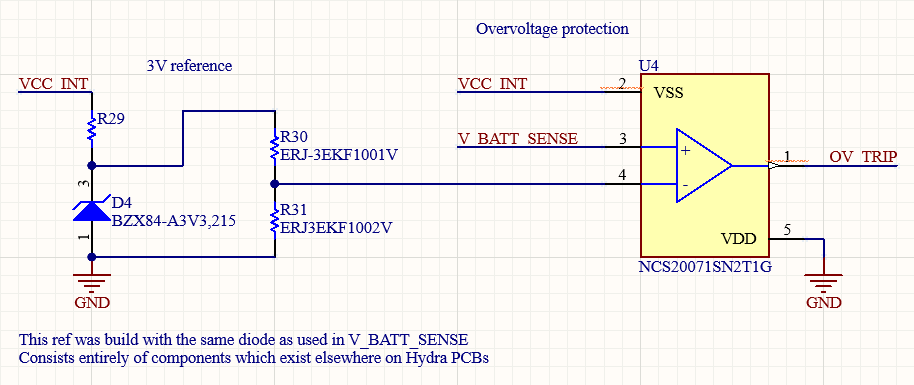 Overvoltage protection
3V reference
U4
VCC_INT
VCC_INT
2
VSS
R29
R30
ERJ-3EKF1001V
V_BATT_SENSE
3
+
1
OV_TRIP
3
4
-
D4
BZX84-A3V3,215
R31
ERJ3EKF1002V
1
VDD
5
NCS20071SN2T1G
GND
GND
This ref was build with the same diode as used in V_BATT_SENSE
Consists entirely of components which exist elsewhere on Hydra PCBs